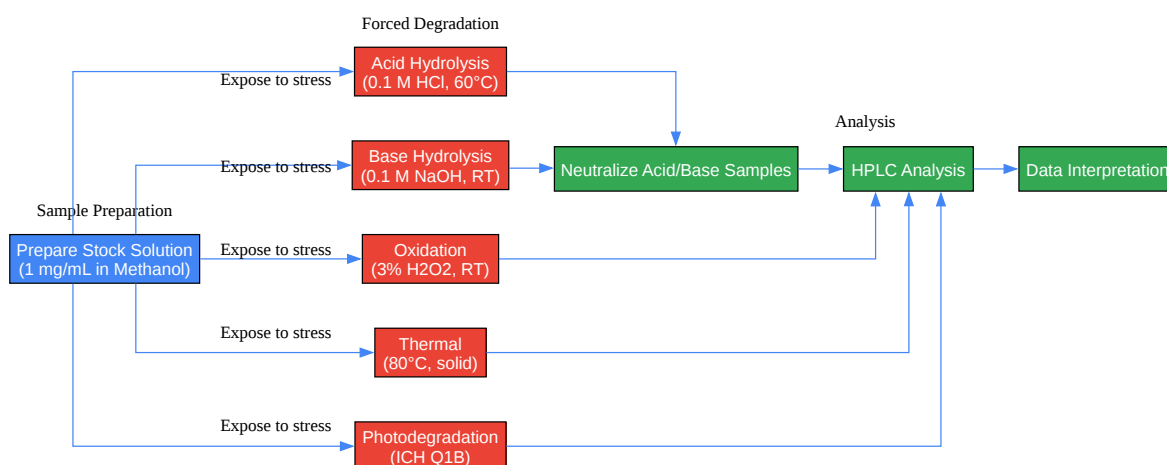 Forced Degradation
Acid Hydrolysis
(0.1 M HCl, 60°C)
Expose to stress
Analysis
Base Hydrolysis
(0.1 M NaOH, RT)
Expose to stress
Neutralize Acid/Base Samples
HPLC Analysis
Data Interpretation
Sample Preparation
Prepare Stock Solution
(1 mg/mL in Methanol)
Expose to stress
Oxidation
(3% H2O2, RT)
Expose to stress
Thermal
(80°C, solid)
Expose to stress
Photodegradation
(ICH Q1B)